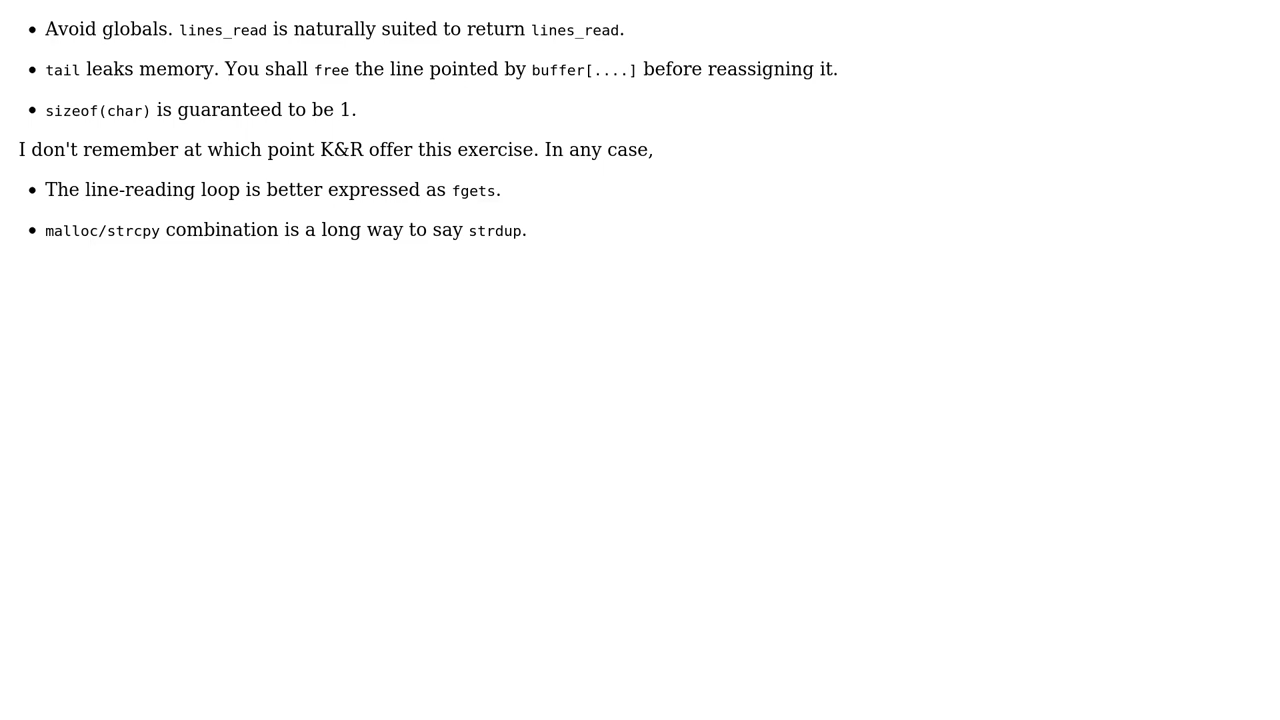 • Avoid globals. lines_read is naturally suited to return lines_read.
• tail leaks memory. You shall free the line pointed by buffer[....] before reassigning it.
• sizeof(char) is guaranteed to be 1.
I don't remember at which point K&R offer this exercise. In any case,
• The line-reading loop is better expressed as fgets.
• malloc/strcpy combination is a long way to say strdup.